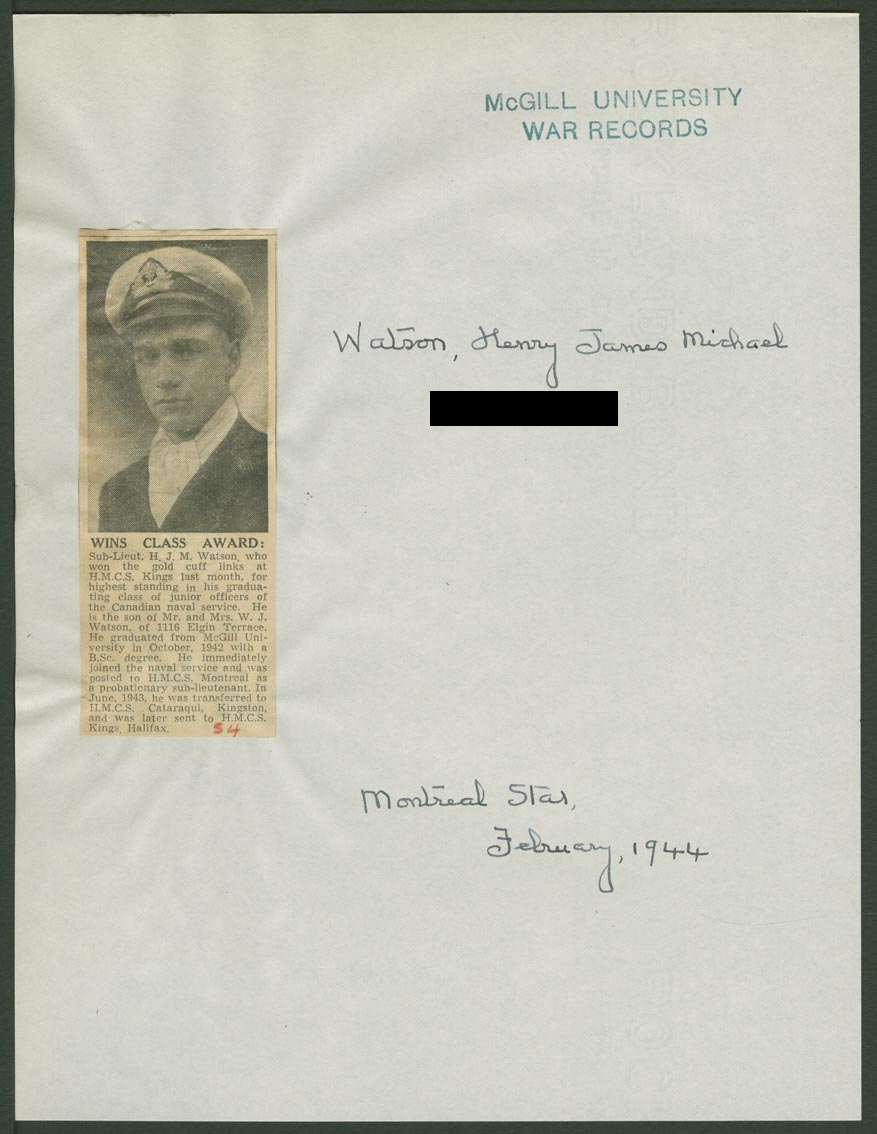 McGILL UNIVERSITY
WAR RECORDS
Watson, Henry James Michael
WINS CLASS AWARD:
Sub-Lieut. H. J. M. Watson, who
won the gold cuff links at
H.M.C.S. Kings last month, for
highest standing in his gradua-
ting class of junior officers of
the Canadian naval service. He
is the son of Mr. and Mrs. W. J.
Watson, of 1116 Elgin Terrace.
He graduated from McGill Uni-
versity in October, 1942 with a
B.Sc. degree. He immediately
joined the naval service and was
posted to H.M.C.S. Montreal as
a probationary sub-lieutenant. In
June, 1943, he was transferred to
H.M.C.S. Cataraqui, Kingston,
and was later sent to H.M.C.S.
Kings, Halifax.
S4
Montreal Star,
February, 1944